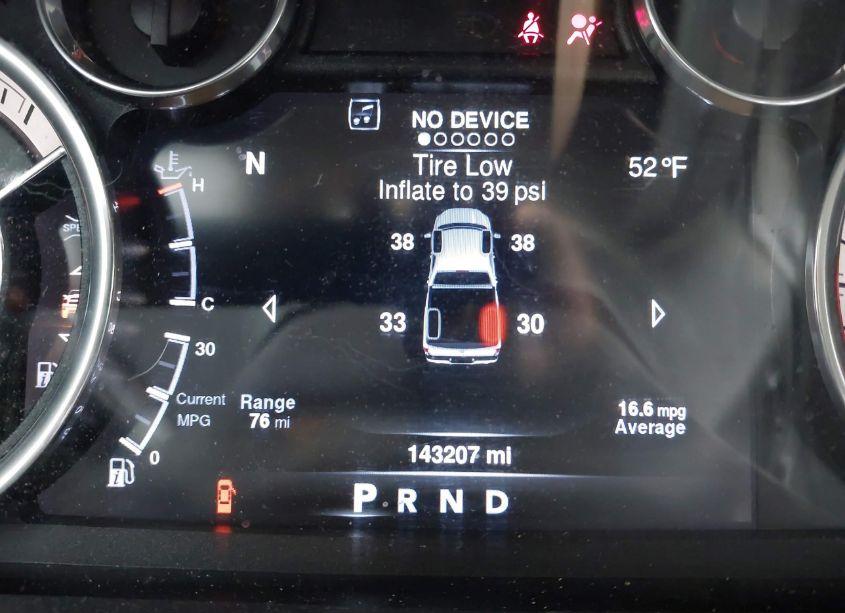 NO DEVICE
N
Tire Low
52 °F
Inflate to 39 psi
H
38
38
C
33
30
30
Current
MPG
Range
76 mi
16.6 mpg
Average
0
143207 mi
P R N D